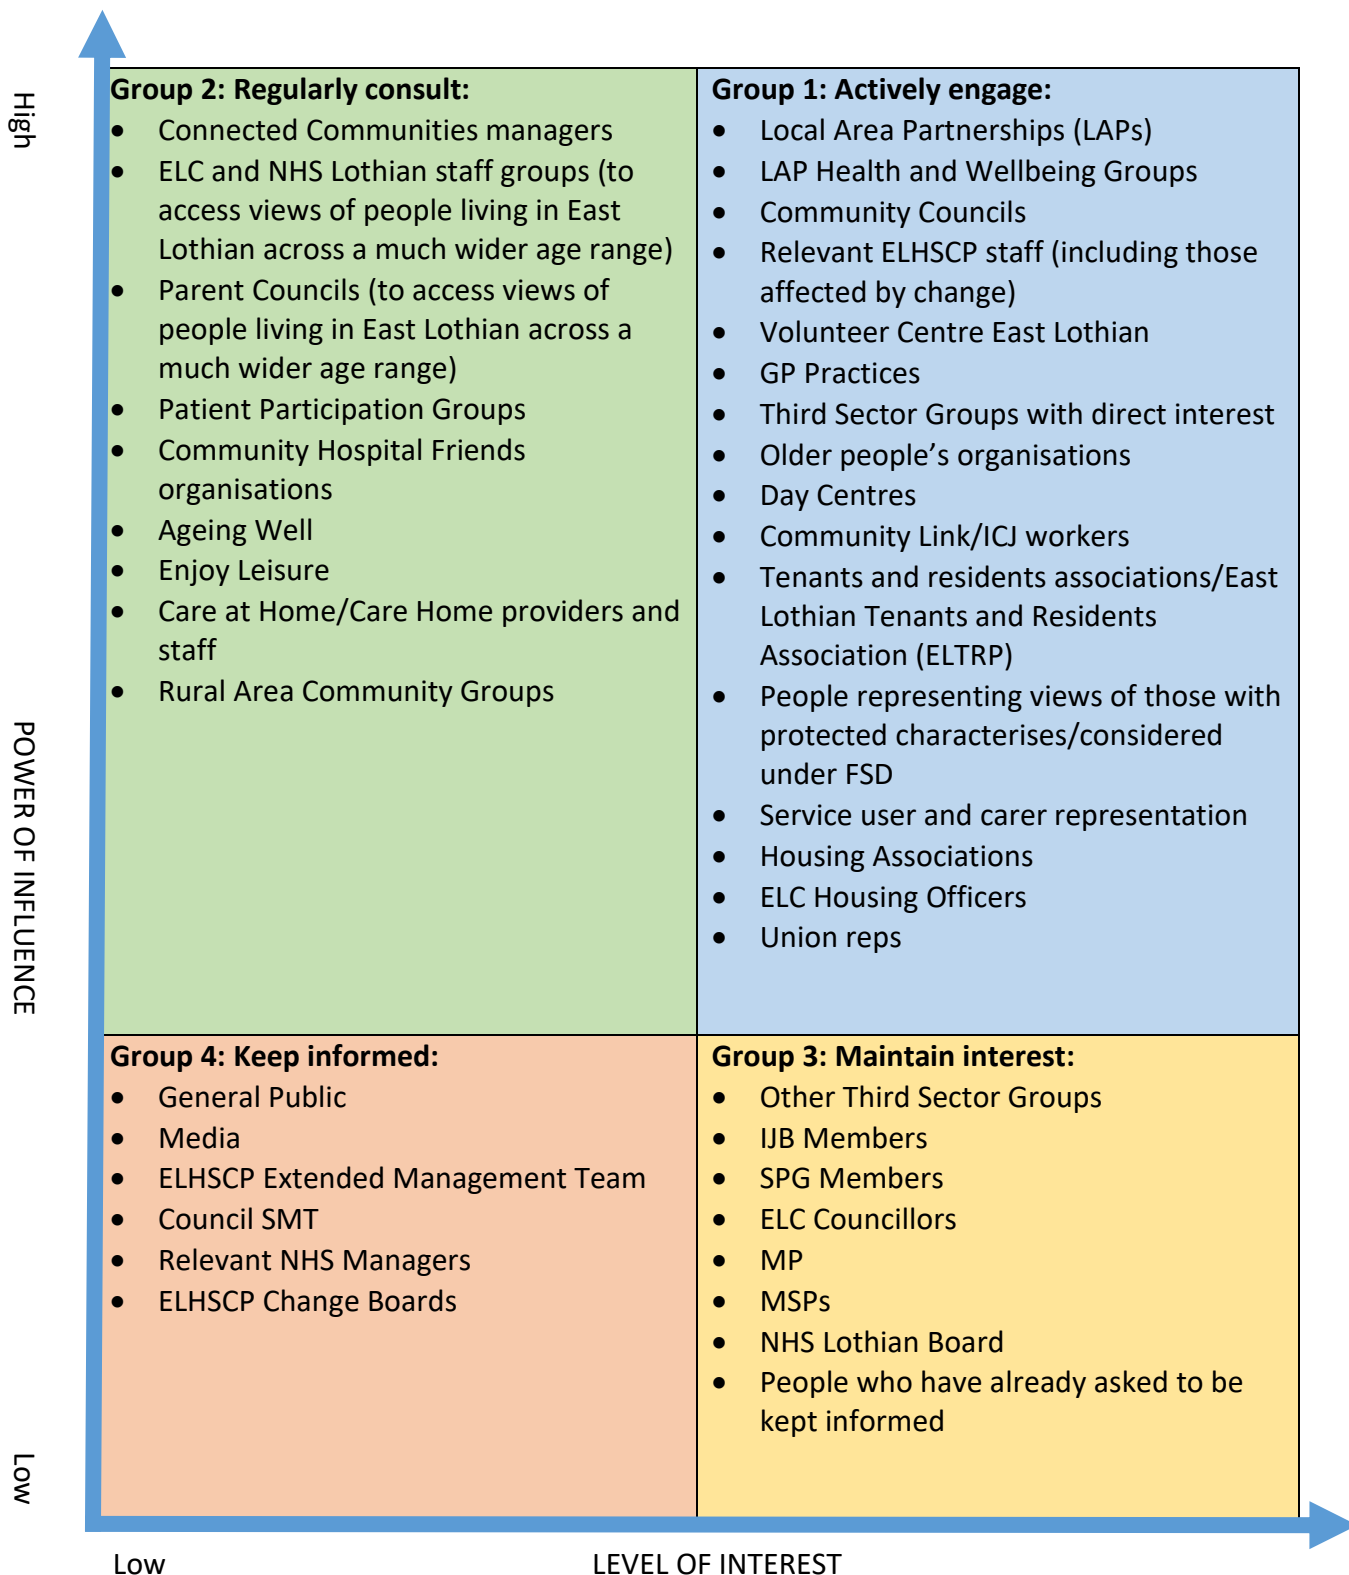 High
POWER OF INFLUENCE
Low
Group 2: Regularly consult:
• Connected Communities managers
• ELC and NHS Lothian staff groups (to
access views of people living in East
Lothian across a much wider age range)
• Parent Councils (to access views of
people living in East Lothian across a
much wider age range)
• Patient Participation Groups
• Community Hospital Friends
organisations
• Ageing Well
• Enjoy Leisure
• Care at Home/Care Home providers and
staff
• Rural Area Community Groups
Group 1: Actively engage:
• Local Area Partnerships (LAPs)
• LAP Health and Wellbeing Groups
• Community Councils
• Relevant ELHSCP staff (including those
affected by change)
• Volunteer Centre East Lothian
• GP Practices
• Third Sector Groups with direct interest
• Older people’s organisations
• Day Centres
• Community Link/ICJ workers
• Tenants and residents associations/East
Lothian Tenants and Residents
Association (ELTRP)
• People representing views of those with
protected characterises/considered
under FSD
• Service user and carer representation
• Housing Associations
• ELC Housing Officers
• Union reps
Group 4: Keep informed:
• General Public
• Media
• ELHSCP Extended Management Team
• Council SMT
• Relevant NHS Managers
• ELHSCP Change Boards
Group 3: Maintain interest:
• Other Third Sector Groups
• IJB Members
• SPG Members
• ELC Councillors
• MP
• MSPs
• NHS Lothian Board
• People who have already asked to be
kept informed
Low
LEVEL OF INTEREST